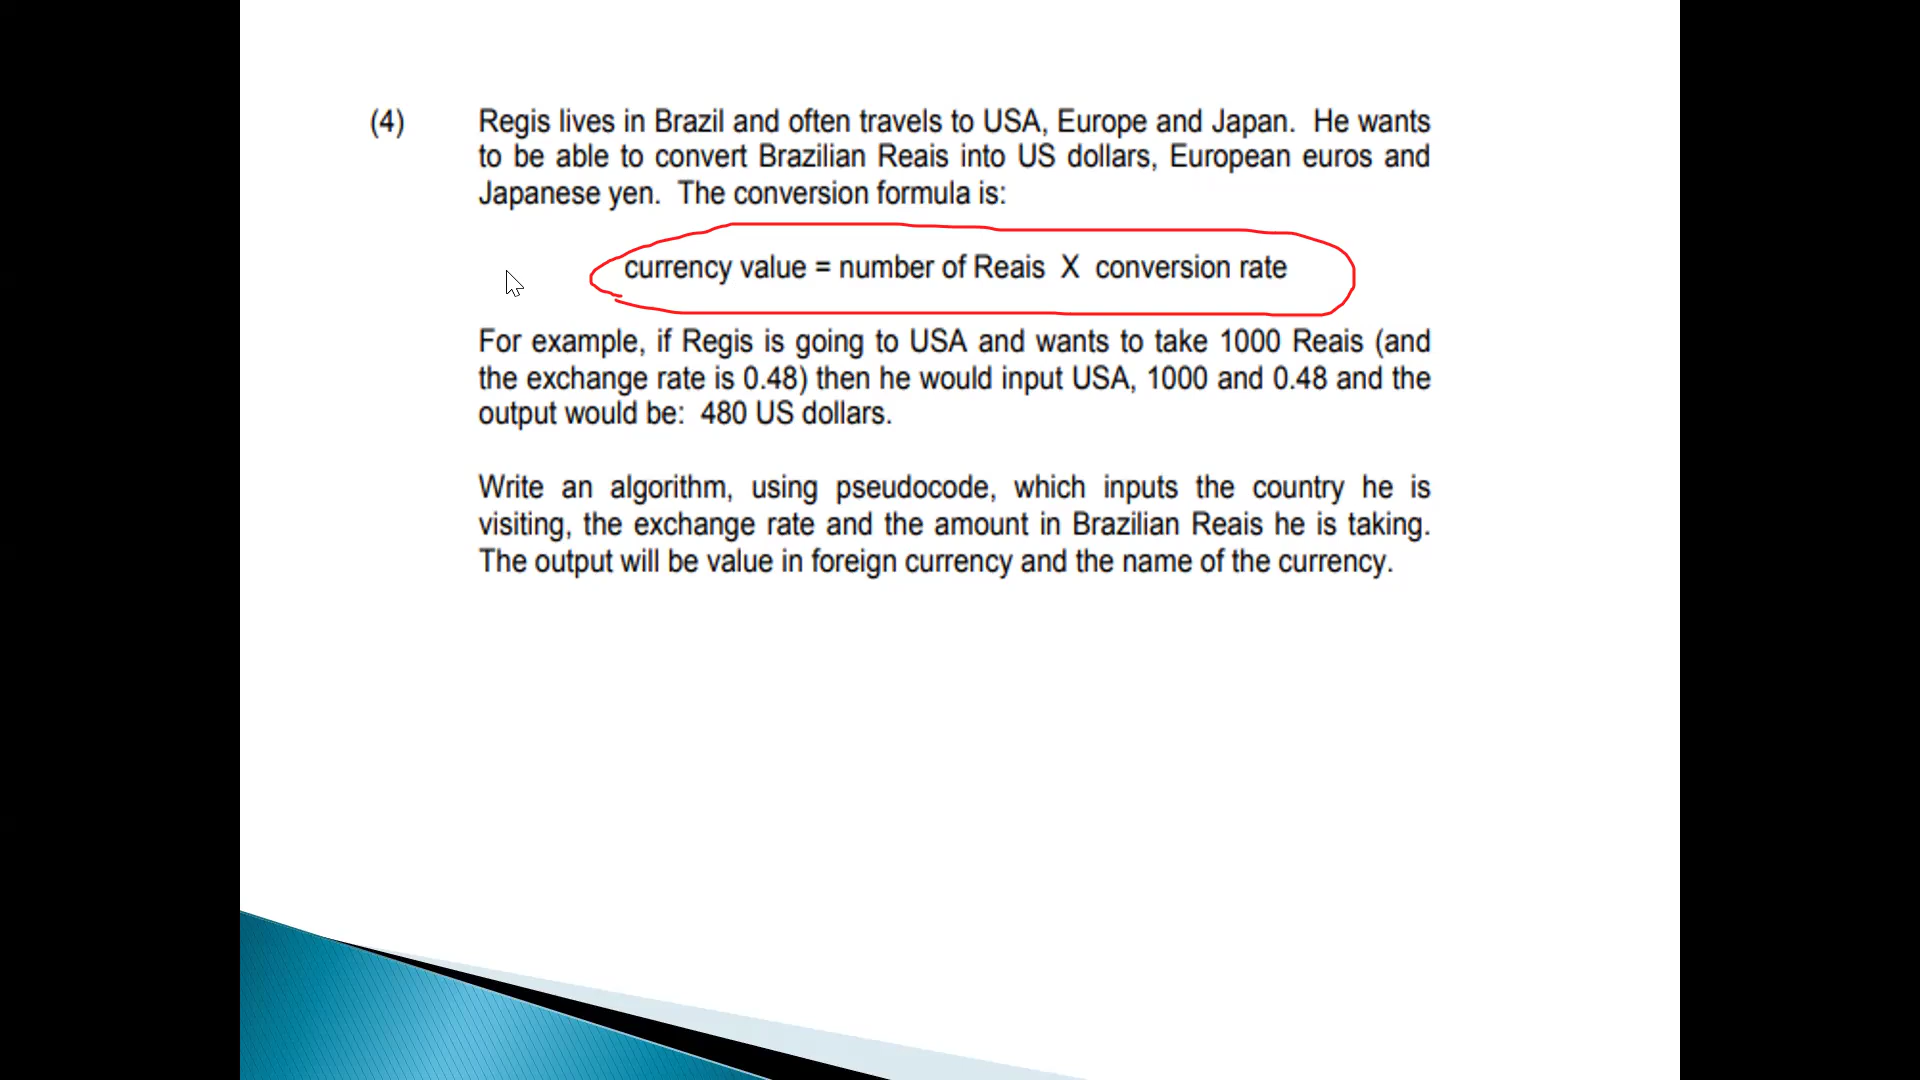 (4) Regis lives in Brazil and often travels to USA, Europe and Japan. He wants
to be able to convert Brazilian Reais into US dollars, European euros and
Japanese yen. The conversion formula is:
currency value = number of Reais X conversion rate
For example, if Regis is going to USA and wants to take 1000 Reais (and
the exchange rate is 0.48) then he would input USA, 1000 and 0.48 and the
output would be: 480 US dollars.
Write an algorithm, using pseudocode, which inputs the country he is
visiting, the exchange rate and the amount in Brazilian Reais he is taking.
The output will be value in foreign currency and the name of the currency.